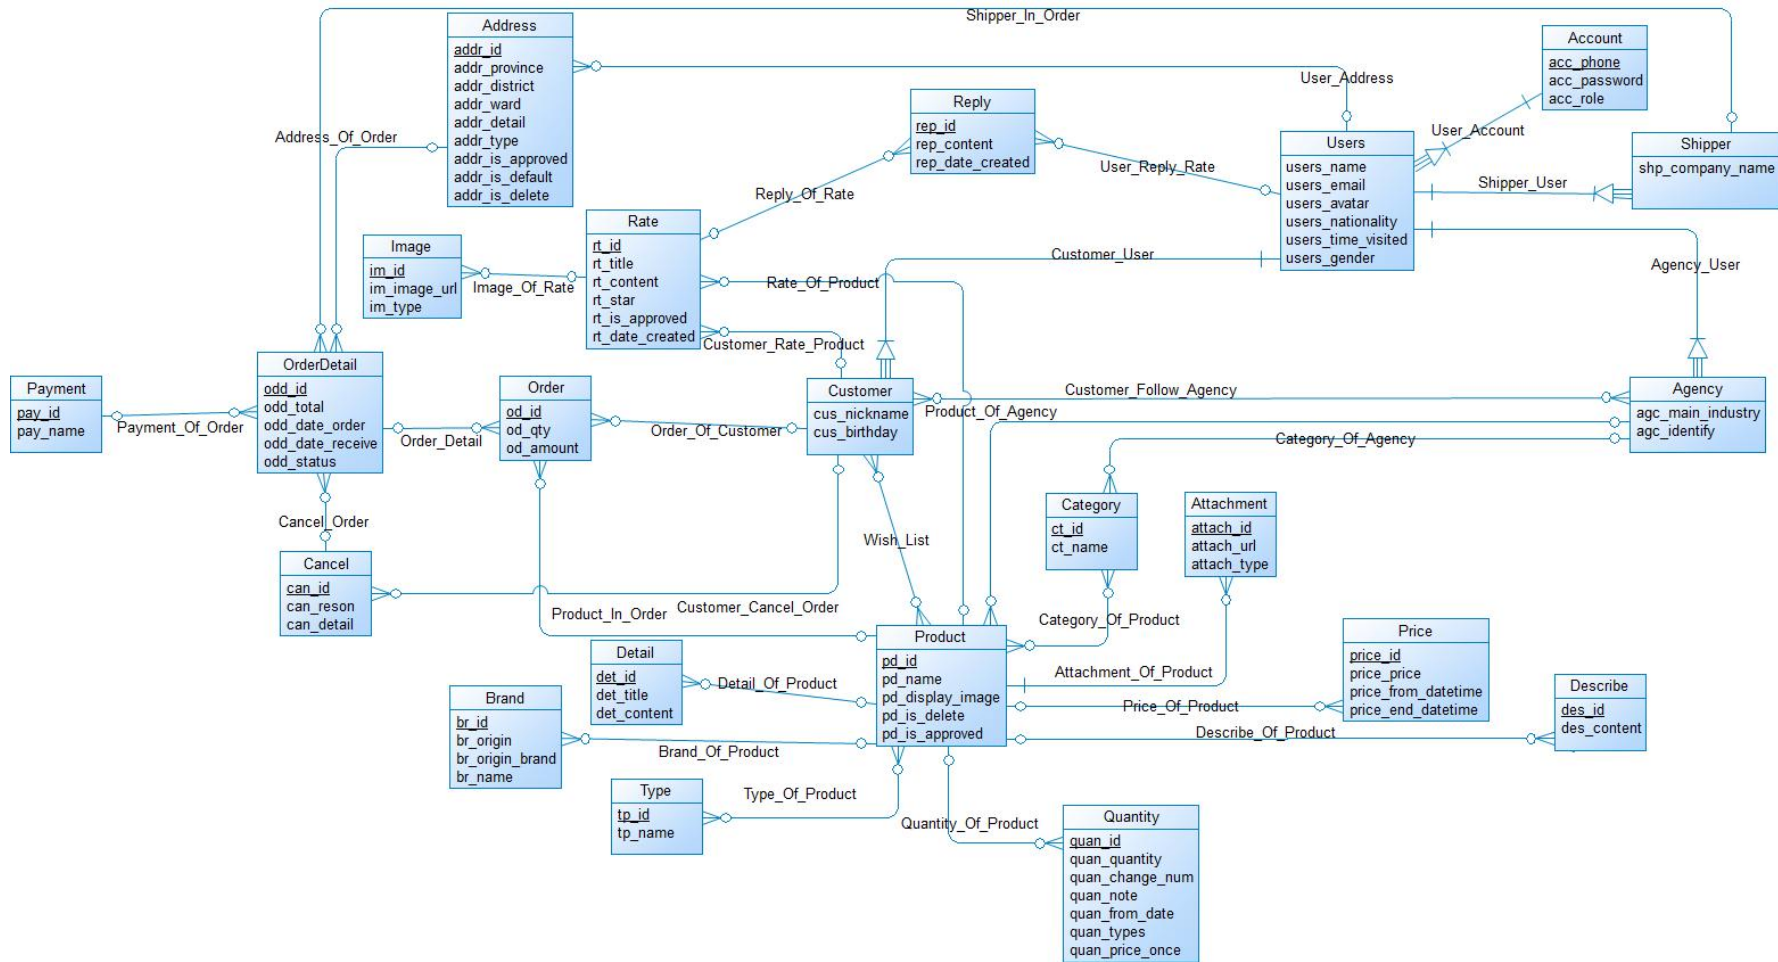 Shipper_In_Order
Address
addr_id
addr_province
addr_district
addr_ward
addr_detail
addr_type
addr_is_approved
addr_is_default
addr_is_delete
Account
acc_phone
acc_password
acc_role
User_Address
Reply
rep_id
rep_content
rep_date_created
Address_Of_Order
User_Account
Users
users_name
users_email
users_avatar
users_nationality
users_time_visited
users_gender
Shipper
shp_company_name
User_Reply_Rate
Shipper_User
Reply_Of_Rate
Rate
rt_id
rt_title
rt_content
rt_star
rt_is_approved
rt_date_created
Image
im_id
im_image_url
im_type
Image_Of_Rate
Customer_User
Rate_Of_Product
Agency_User
Customer_Rate_Product
OrderDetail
odd_id
odd_total
odd_date_order
odd_date_receive
odd_status
Payment
pay_id
pay_name
Payment_Of_Order
Order
od_id
od_qty
od_amount
Order_Detail
Order_Of_Customer
Customer
cus_nickname
cus_birthday
Customer_Follow_Agency
Product_Of_Agency
Category_Of_Agency
Agency
agc_main_industry
agc_identify
Category
ct_id
ct_name
Attachment
attach_id
attach_url
attach_type
Cancel_Order
Wish_List
Cancel
can_id
can_reson
can_detail
Product_In_Order
Customer_Cancel_Order
Category_Of_Product
Product
pd_id
pd_name
pd_display_image
pd_is_delete
pd_is_approved
Price
price_id
price_price
price_from_datetime
price_end_datetime
Detail
det_id
det_title
det_content
Detail_Of_Product
Attachment_Of_Product
Price_Of_Product
Describe
des_id
des_content
Describe_Of_Product
Brand
br_id
br_origin
br_origin_brand
br_name
Brand_Of_Product
Type
tp_id
tp_name
Type_Of_Product
Quantity_Of_Product
Quantity
quan_id
quan_quantity
quan_change_num
quan_note
quan_from_date
quan_types
quan_price_once